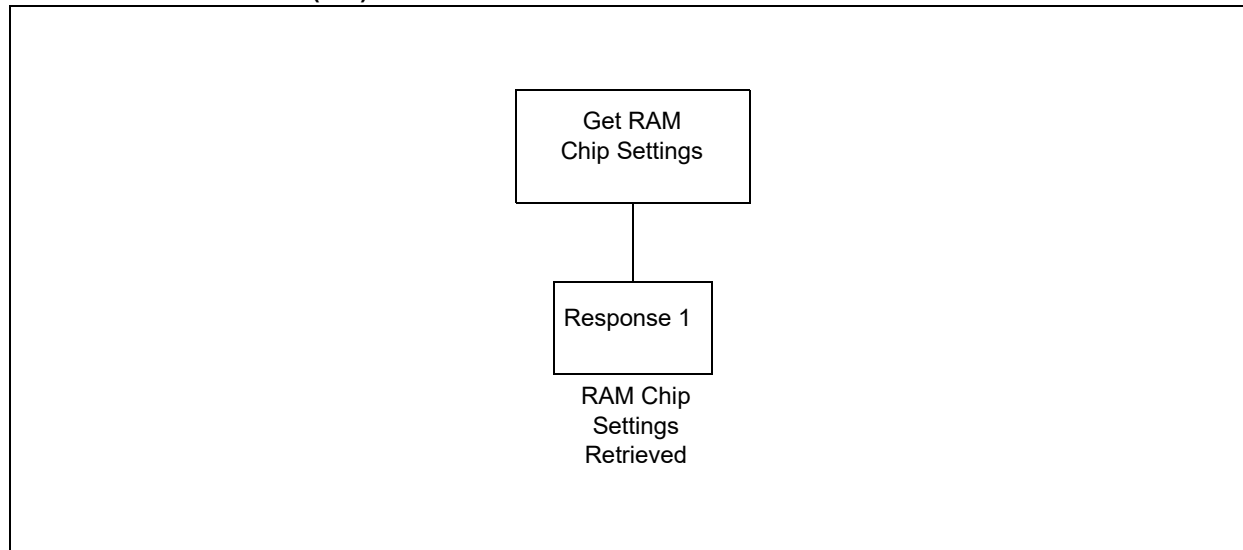 Get RAM
Chip Settings
Response 1
RAM Chip
Settings
Retrieved